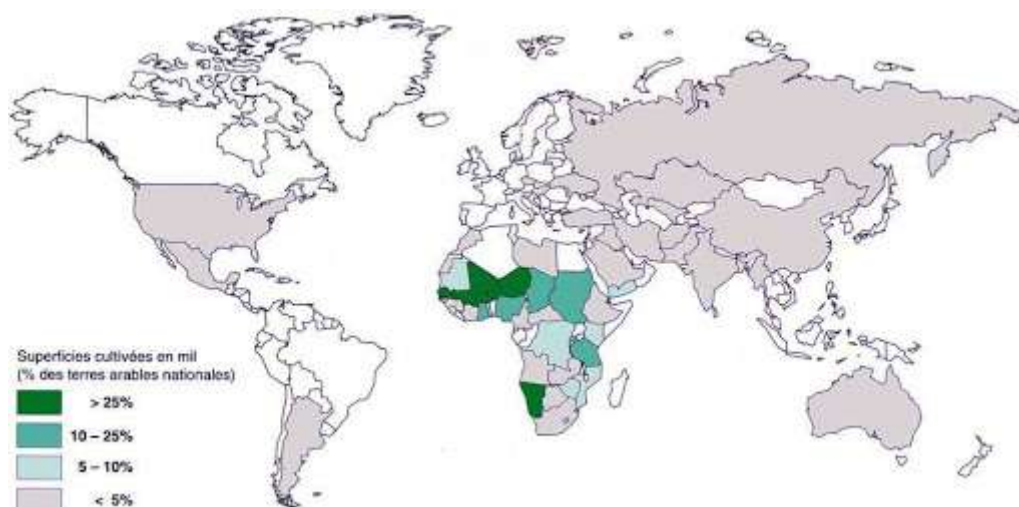 Superficies cultivées en mil
(% des terres arables nationales)
> 25%
10 – 25%
5 – 10%
< 5%